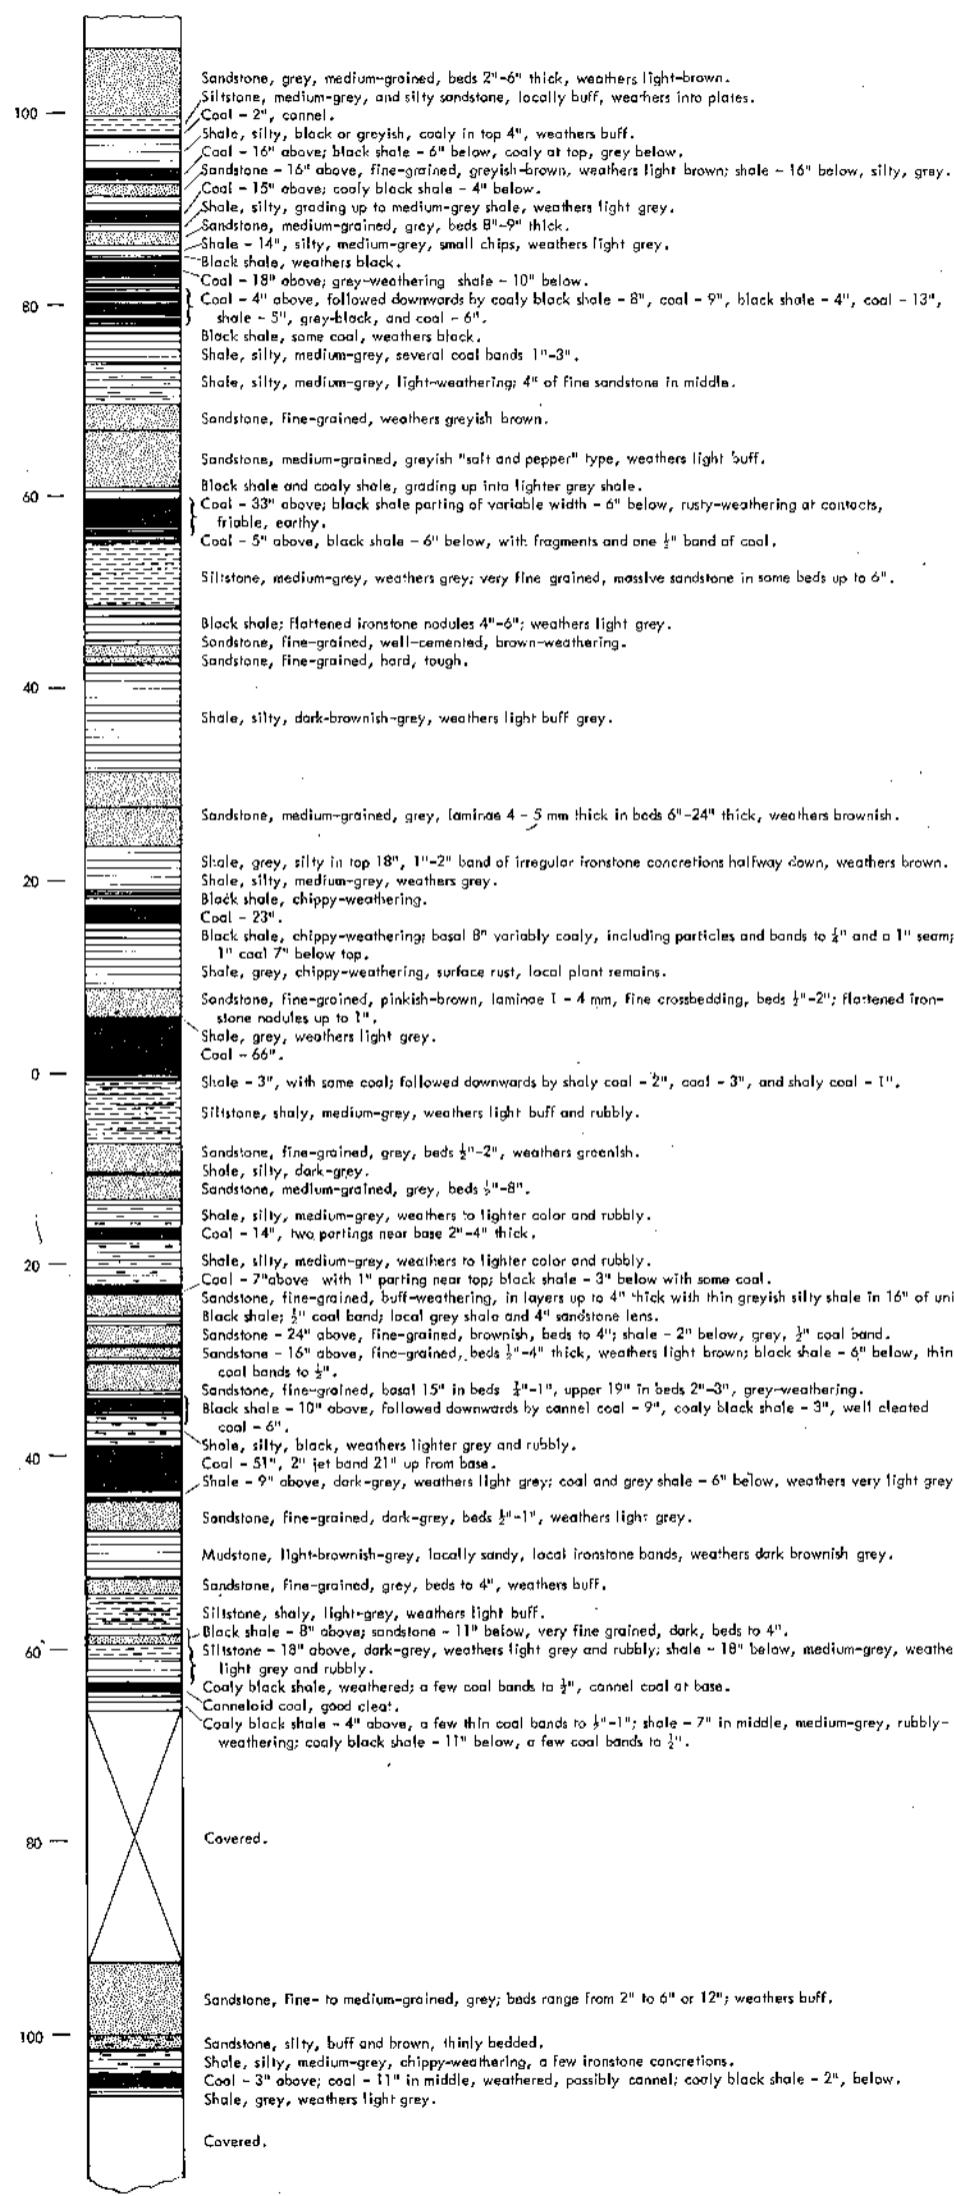 Sandstone, grey, medium-grained, beds 2"-6" thick, weathers light-brown.
Siltstone, medium-grey, and silty sandstone, locally buff, weathers into plates.
100
Coal - 2", cannel.
Shale, silty, black or greyish, coaly in top 4", weathers buff.
Coal - 16" above; black shale - 6" below, coaly at top, grey below.
Sandstone - 16" above, fine-grained, greyish-brown, weathers light brown; shale - 16" below, silty, grey.
Coal - 15" above; coaly black shale - 4" below.
Shale, silty, grading up to medium-grey shale, weathers light grey.
Sandstone, medium-grained, grey, beds 8"-9" thick.
Shale - 14", silty, medium-grey, small chips, weathers light grey.
Black shale, weathers black.
Coal - 18" above; grey-weathering shale - 10" below.
80
Coal - 4" above, followed downwards by coaly black shale - 8", coal - 9", black shale - 4", coal - 13",
shale - 5", grey-black, and coal - 6".
Black shale, some coal, weathers black.
Shale, silty, medium-grey, several coal bands 1"-3".
Shale, silty, medium-grey, light-weathering; 4" of fine sandstone in middle.
Sandstone, fine-grained, weathers greyish brown.
Sandstone, medium-grained, greyish "salt and pepper" type, weathers light buff.
Black shale and coaly shale, grading up into lighter grey shale.
60
Coal - 33" above; black shale parting of variable width - 6" below, rusty-weathering at contacts,
friable, earthy.
Coal - 5" above, black shale - 6" below, with fragments and one ½" band of coal.
Siltstone, medium-grey, weathers grey; very fine grained, massive sandstone in some beds up to 6".
Black shale; flattened ironstone nodules 4"-6"; weathers light grey.
Sandstone, fine-grained, well-cemented, brown-weathering.
Sandstone, fine-grained, hard, tough.
40
Shale, silty, dark-brownish-grey, weathers light buff grey.
Sandstone, medium-grained, grey, laminae 4 - 5 mm thick in beds 6"-24" thick, weathers brownish.
Shale, grey, silty in top 18", 1"-2" band of irregular ironstone concretions halfway down, weathers brown.
20
Shale, silty, medium-grey, weathers grey.
Black shale, chippy-weathering.
Coal - 23".
Black shale, chippy-weathering; basal 8" variably coaly, including particles and bands to ¼" and a 1" seam;
1" coal 7" below top.
Shale, grey, chippy-weathering, surface rust, local plant remains.
Sandstone, fine-grained, pinkish-brown, laminae 1 - 4 mm, fine crossbedding, beds ½"-2"; flattened iron-
stone nodules up to 1".
Shale, grey, weathers light grey.
Coal - 66".
0
Shale - 3", with some coal; followed downwards by shaly coal - 2", coal - 3", and shaly coal - 1".
Siltstone, shaly, medium-grey, weathers light buff and rubbly.
Sandstone, fine-grained, grey, beds ½"-2", weathers greenish.
Shale, silty, dark-grey.
Sandstone, medium-grained, grey, beds ½"-8".
Shale, silty, medium-grey, weathers to lighter color and rubbly.
Coal - 14", two partings near base 2"-4" thick.
20
Shale, silty, medium-grey, weathers to lighter color and rubbly.
Coal - 7" above with 1" parting near top; black shale - 3" below with some coal.
Sandstone, fine-grained, buff-weathering, in layers up to 4" thick with thin greyish silty shale in 16" of uni
Black shale; ½" coal band; local grey shale and 4" sandstone lens.
Sandstone - 24" above, fine-grained, brownish, beds to 4"; shale - 2" below, grey, ½" coal band.
Sandstone - 16" above, fine-grained, beds ½"-4" thick, weathers light brown; black shale - 6" below, thin
coal bands to ½".
Sandstone, fine-grained, basal 15" in beds ¼"-1", upper 19" in beds 2"-3", grey-weathering.
Black shale - 10" above, followed downwards by cannel coal - 9", coaly black shale - 3", well cleated
coal - 6".
Shale, silty, black, weathers lighter grey and rubbly.
40
Coal - 51", 2" jet band 21" up from base.
Shale - 9" above, dark-grey, weathers light grey; coal and grey shale - 6" below, weathers very light grey
Sandstone, fine-grained, dark-grey, beds ½"-1", weathers light grey.
Mudstone, light-brownish-grey, locally sandy, local ironstone bands, weathers dark brownish grey.
Sandstone, fine-grained, grey, beds to 4", weathers buff.
Siltstone, shaly, light-grey, weathers light buff.
Black shale - 8" above; sandstone - 11" below, very fine grained, dark, beds to 4".
60
Siltstone - 18" above, dark-grey, weathers light grey and rubbly; shale - 18" below, medium-grey, weathe
light grey and rubbly.
Coaly black shale, weathered; a few coal bands to ½", cannel coal at base.
Canneloid coal, good cleat.
Coaly black shale - 4" above, a few thin coal bands to ½"-1"; shale - 7" in middle, medium-grey, rubbly-
weathering; coaly black shale - 11" below, a few coal bands to ½".
80
Covered.
Sandstone, fine- to medium-grained, grey; beds range from 2" to 6" or 12"; weathers buff.
100
Sandstone, silty, buff and brown, thinly bedded.
Shale, silty, medium-grey, chippy-weathering, a few ironstone concretions.
Coal - 3" above; coal - 11" in middle, weathered, possibly cannel; coaly black shale - 2", below.
Shale, grey, weathers light grey.
Covered.